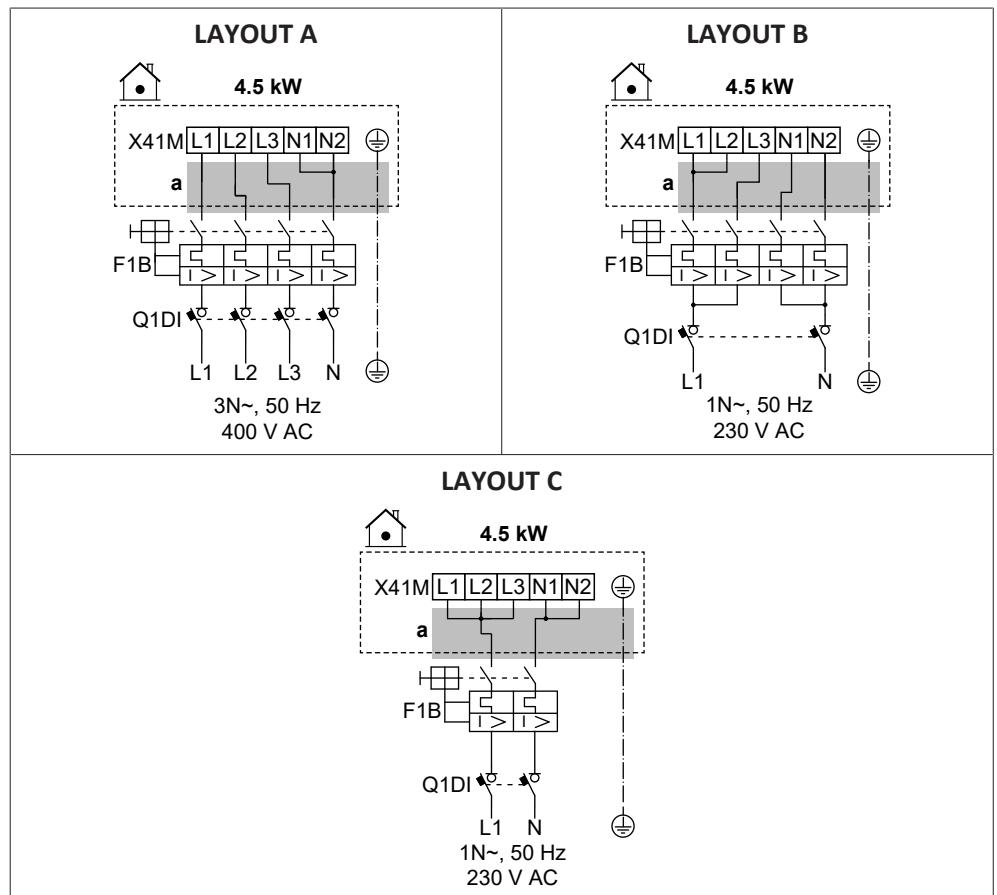 LAYOUT A
4.5 kW
X41M L1 L2 L3 N1 N2
a
F1B
I > I > I > I >
Q1DI
L1 L2 L3 N
3N~, 50 Hz
400 V AC
LAYOUT B
4.5 kW
X41M L1 L2 L3 N1 N2
a
F1B
I > I > I > I >
Q1DI
L1 N
1N~, 50 Hz
230 V AC
LAYOUT C
4.5 kW
X41M L1 L2 L3 N1 N2
a
F1B
I > I >
Q1DI
L1 N
1N~, 50 Hz
230 V AC